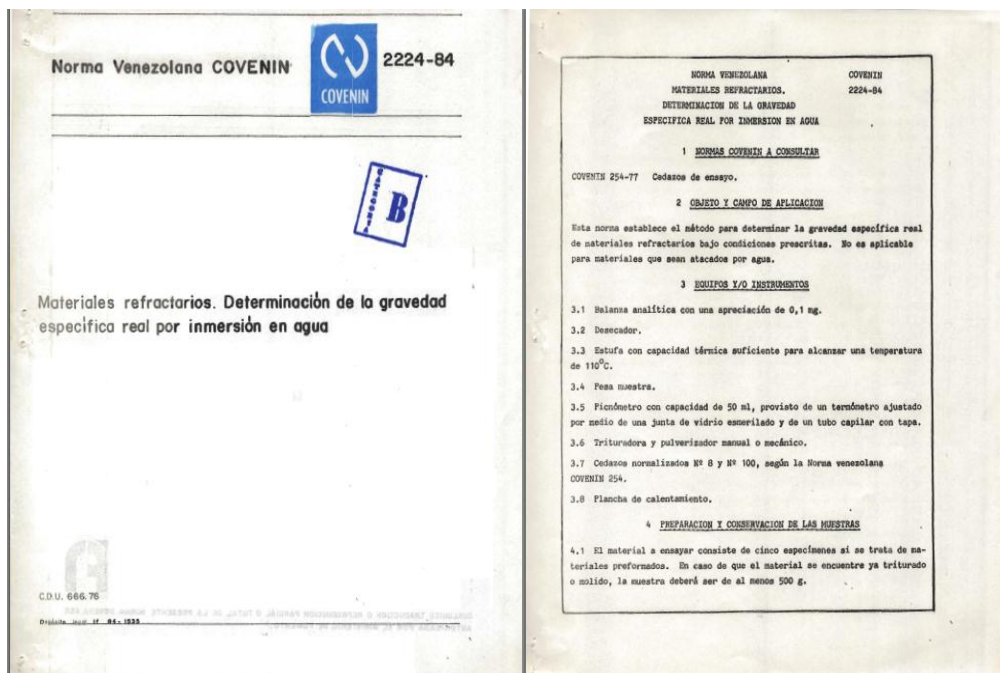 Norma Venezolana COVENIN
COVENIN
2224-84
CATEGORIA
B
Materiales refractarios. Determinación de la gravedad
específica real por inmersión en agua
C.D.U. 666.76
NORMA VENEZOLANA COVENIN
MATERIALES REFRACTARIOS. 2224-84
DETERMINACION DE LA GRAVEDAD
ESPECIFICA REAL POR INMERSION EN AGUA
1 NORMAS COVENIN A CONSULTAR
COVENIN 254-77 Cedazos de ensayo.
2 OBJETO Y CAMPO DE APLICACION
Esta norma establece el método para determinar la gravedad específica real
de materiales refractarios bajo condiciones prescritas. No es aplicable
para materiales que sean atacados por agua.
3 EQUIPOS Y/O INSTRUMENTOS
3.1 Balanza analítica con una apreciación de 0,1 mg.
3.2 Desecador.
3.3 Estufa con capacidad térmica suficiente para alcanzar una temperatura
de 110°C.
3.4 Pesa muestra.
3.5 Picnómetro con capacidad de 50 ml, provisto de un termómetro ajustado
por medio de una junta de vidrio esmerilado y de un tubo capilar con tapa.
3.6 Trituradora y pulverizador manual o mecánico.
3.7 Cedazos normalizados Nº 8 y Nº 100, según la Norma venezolana
COVENIN 254.
3.8 Plancha de calentamiento.
4 PREPARACION Y CONSERVACION DE LAS MUESTRAS
4.1 El material a ensayar consiste de cinco especímenes si se trata de ma-
teriales preformados. En caso de que el material se encuentre ya triturado
o molido, la muestra deberá ser de al menos 500 g.